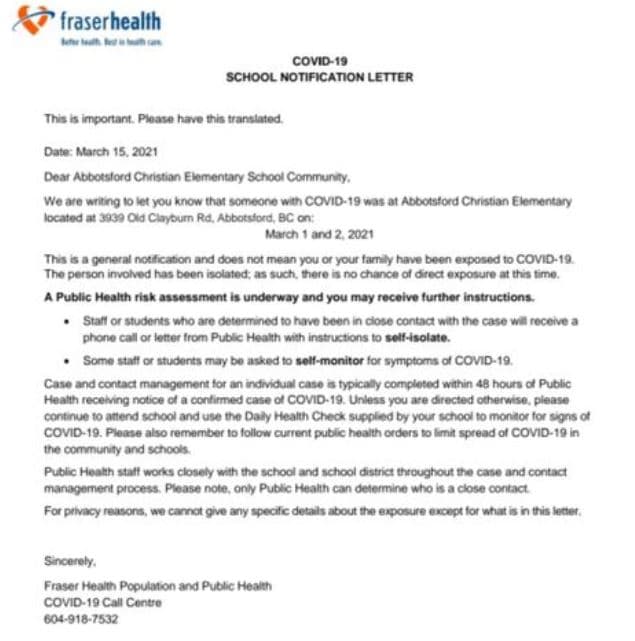 fraserhealth
Better health. Best in health care.
COVID-19
SCHOOL NOTIFICATION LETTER
This is important. Please have this translated.
Date: March 15, 2021
Dear Abbotsford Christian Elementary School Community,
We are writing to let you know that someone with COVID-19 was at Abbotsford Christian Elementary
located at 3939 Old Clayburn Rd, Abbotsford, BC on:
March 1 and 2, 2021
This is a general notification and does not mean you or your family have been exposed to COVID-19.
The person involved has been isolated; as such, there is no chance of direct exposure at this time.
A Public Health risk assessment is underway and you may receive further instructions.
• Staff or students who are determined to have been in close contact with the case will receive a
phone call or letter from Public Health with instructions to self-isolate.
• Some staff or students may be asked to self-monitor for symptoms of COVID-19.
Case and contact management for an individual case is typically completed within 48 hours of Public
Health receiving notice of a confirmed case of COVID-19. Unless you are directed otherwise, please
continue to attend school and use the Daily Health Check supplied by your school to monitor for signs of
COVID-19. Please also remember to follow current public health orders to limit spread of COVID-19 in
the community and schools.
Public Health staff works closely with the school and school district throughout the case and contact
management process. Please note, only Public Health can determine who is a close contact.
For privacy reasons, we cannot give any specific details about the exposure except for what is in this letter.
Sincerely,
Fraser Health Population and Public Health
COVID-19 Call Centre
604-918-7532